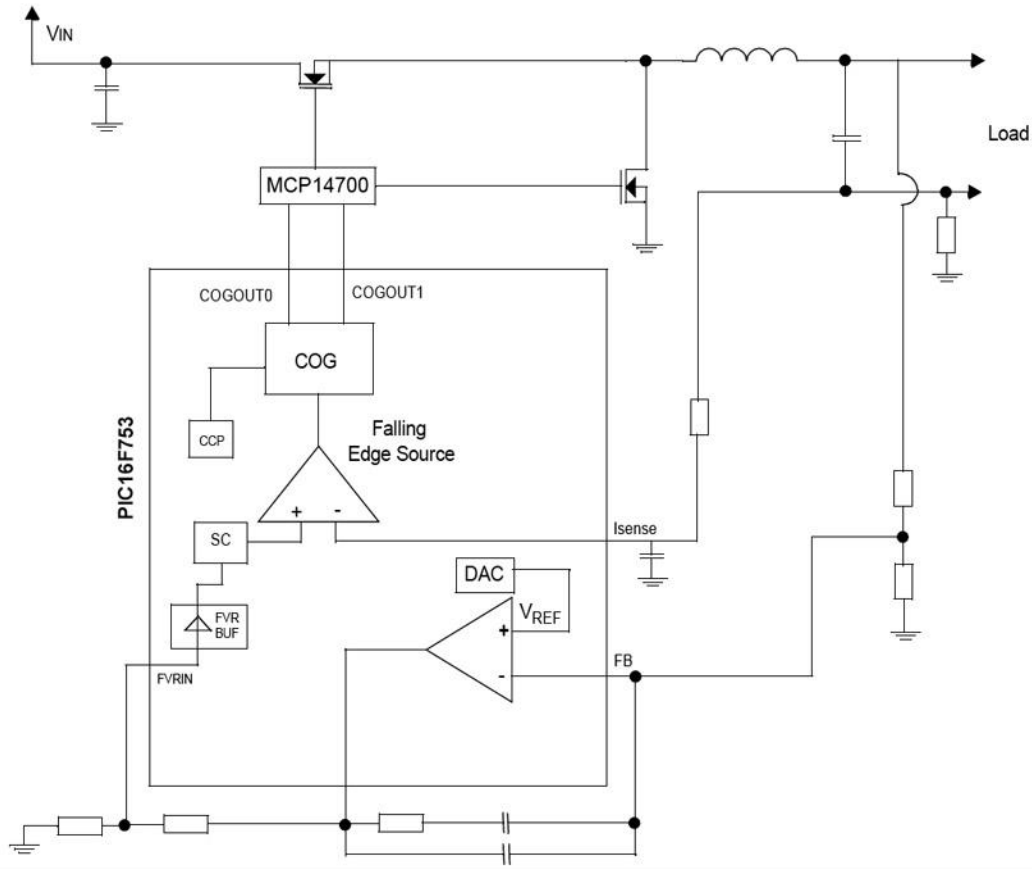 VIN
Load
MCP14700
COGOUT0
COGOUT1
COG
CCP
Falling
Edge Source
PIC16F753
+ -
SC
Isense
DAC
VREF
FVR
BUF
+
FB
-
FVRIN